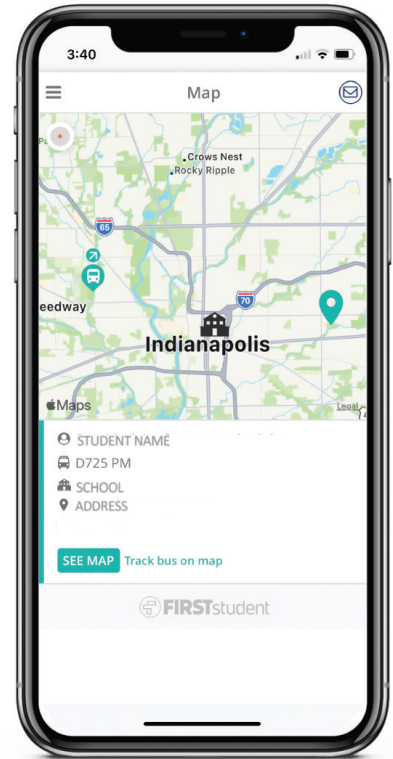 3:40
Map
Crows Nest
Rocky Ripple
65
70
eedway
Indianapolis
Maps
Legal
STUDENT NAME
D725 PM
SCHOOL
ADDRESS
SEE MAP Track bus on map
FIRSTstudent